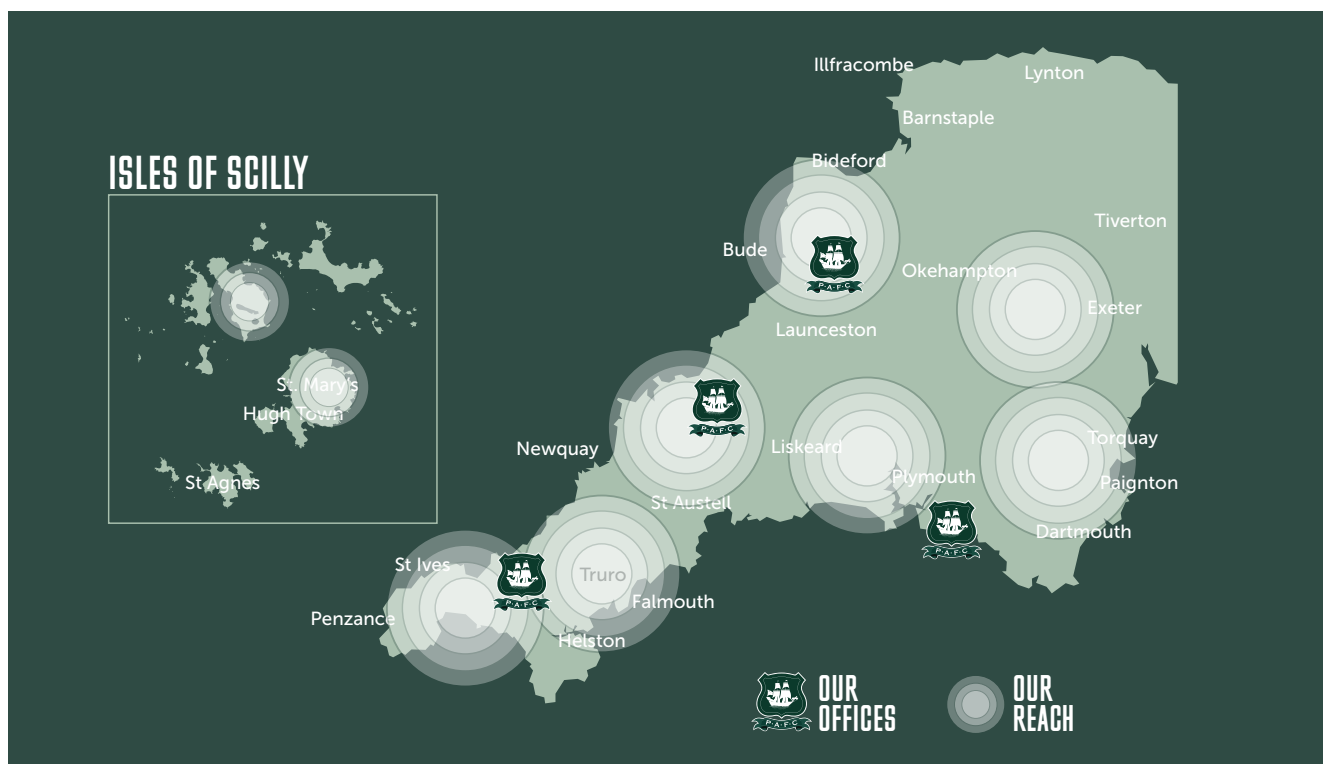 Illfracombe
Lynton
Barnstaple
ISLES OF SCILLY
Bideford
Tiverton
Bude
P·A·F·C
Okehampton
Exeter
Launceston
St. Mary's
Hugh Town
P·A·F·C
Newquay
Liskeard
Torquay
St Agnes
Plymouth
Paignton
St Austell
P·A·F·C
Dartmouth
St Ives
P·A·F·C
Truro
Penzance
Falmouth
Helston
P·A·F·C
OUR
OFFICES
OUR
REACH